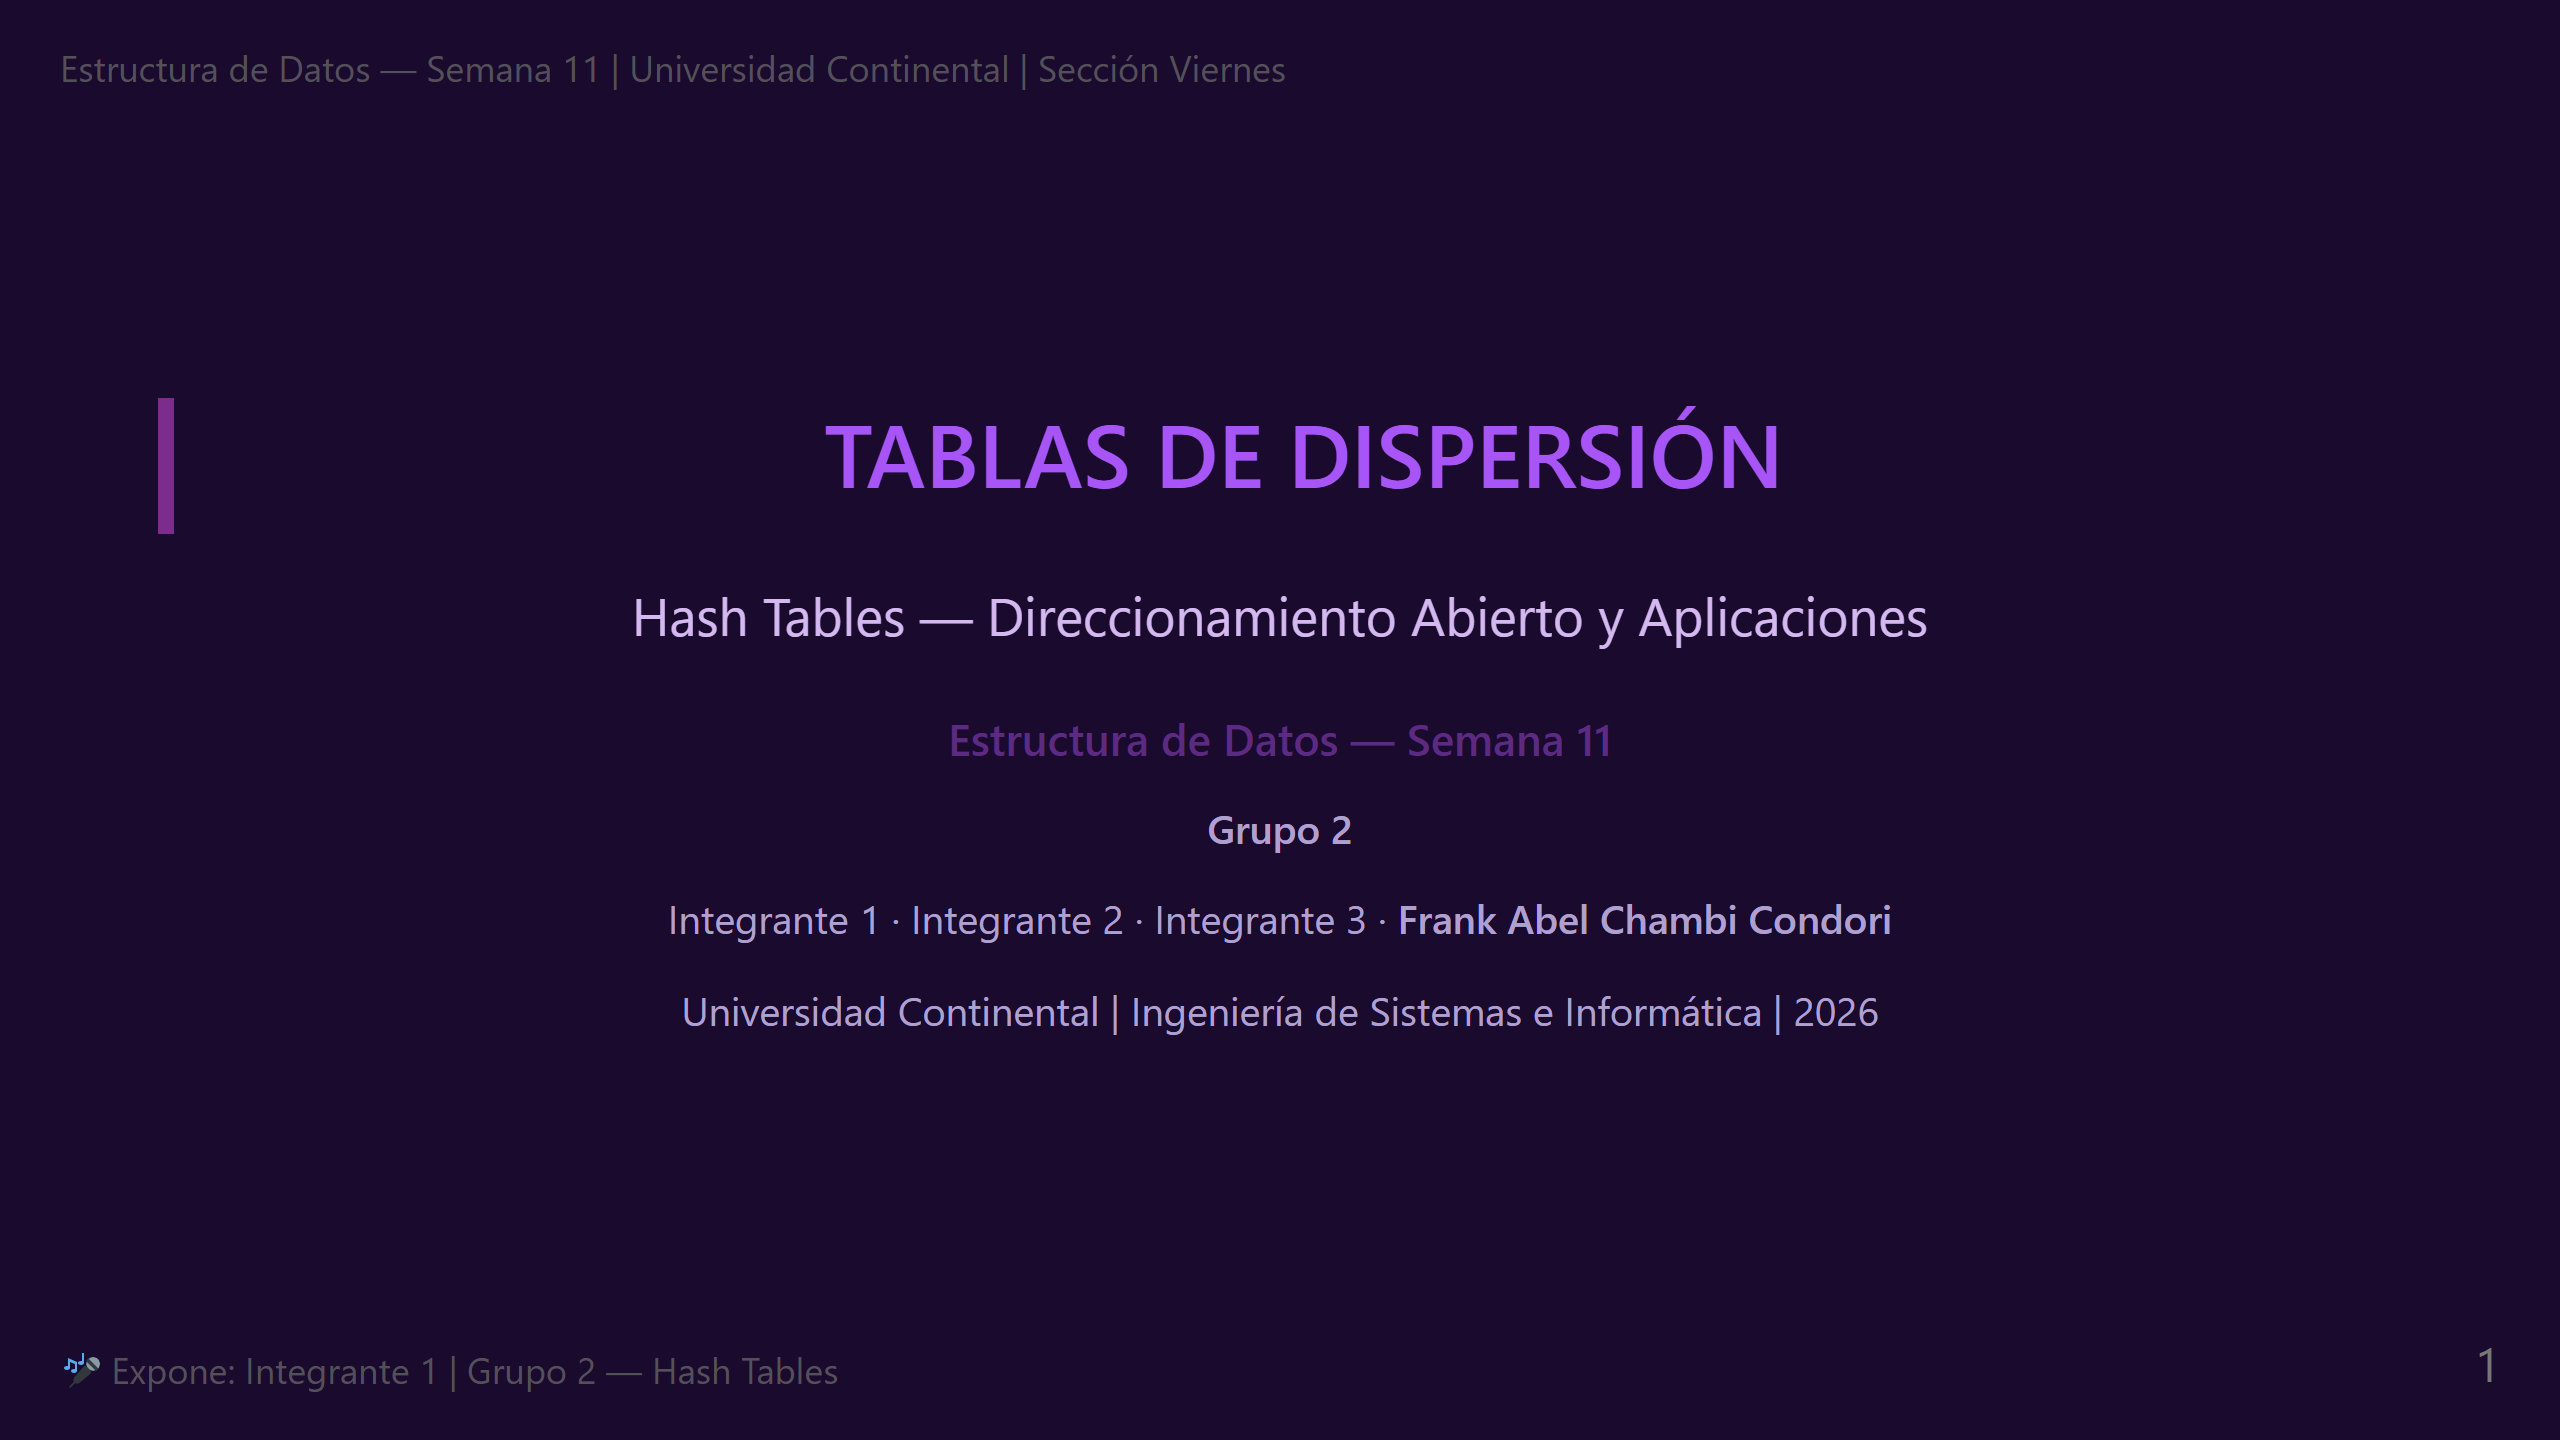 Estructura de Datos — Semana 11 | Universidad Continental | Sección Viernes
TABLAS DE DISPERSIÓN
Hash Tables — Direccionamiento Abierto y Aplicaciones
Estructura de Datos — Semana 11
Grupo 2
Integrante 1 · Integrante 2 · Integrante 3 · Frank Abel Chambi Condori
Universidad Continental | Ingeniería de Sistemas e Informática | 2026
🎤 Expone: Integrante 1 | Grupo 2 — Hash Tables
1